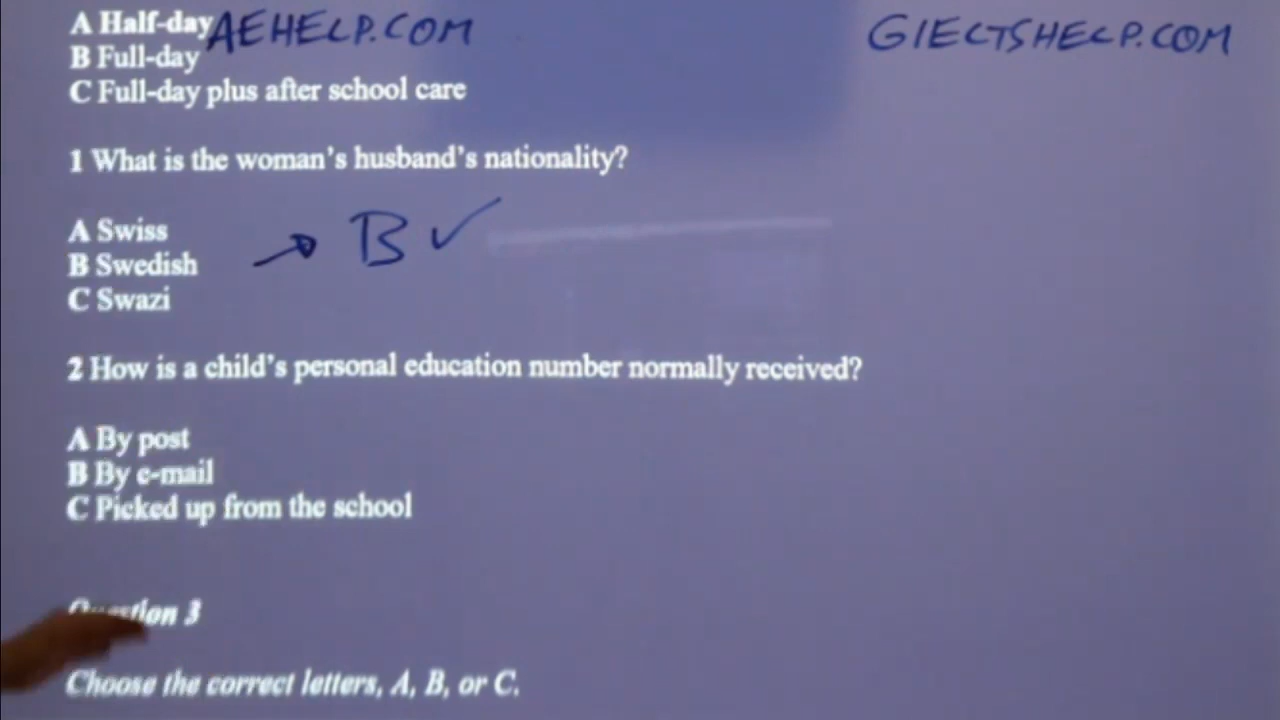 A Half-day AEHELP.COM GIELTSHELP.COM
B Full-day
C Full-day plus after school care
1 What is the woman's husband's nationality?
A Swiss
B Swedish → B ✓
C Swazi
2 How is a child's personal education number normally received?
A By post
B By e-mail
C Picked up from the school
Question 3
Choose the correct letters, A, B, or C.